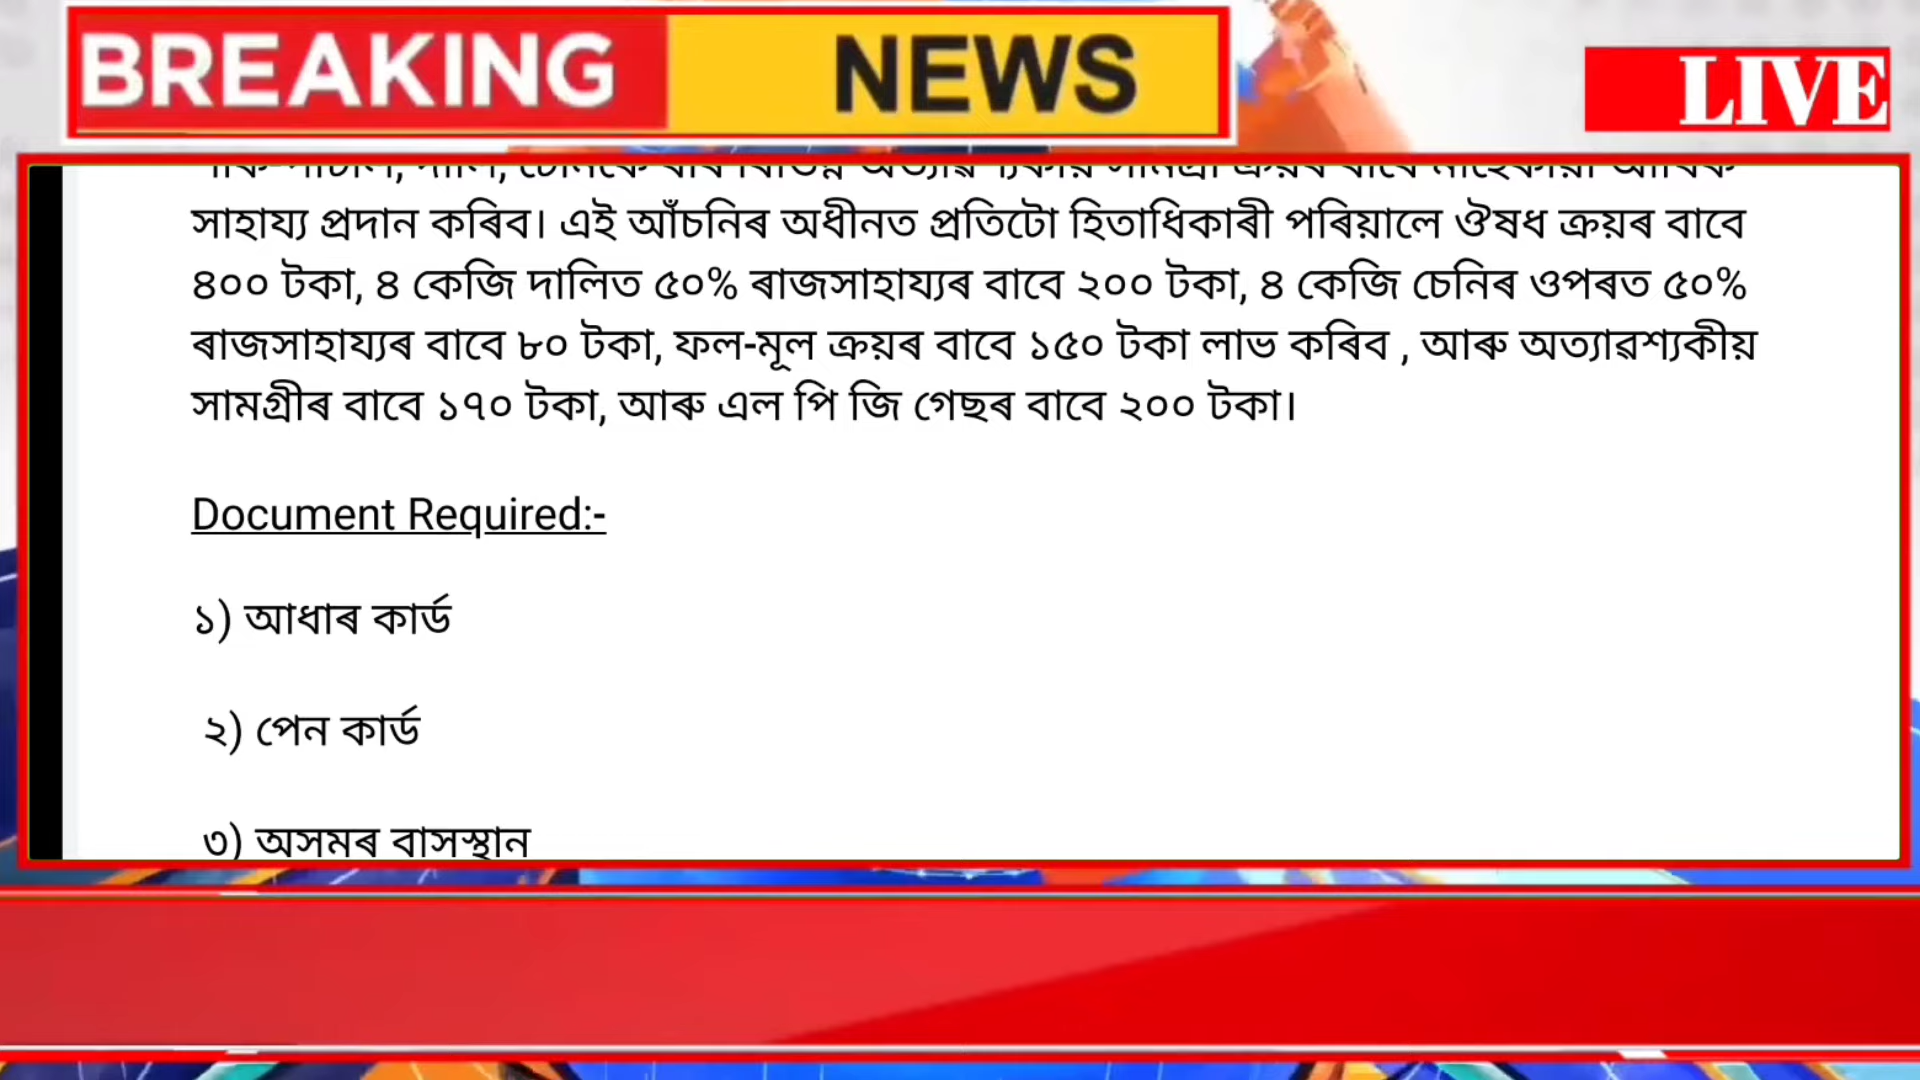 BREAKING NEWS
LIVE
সাহায্য প্ৰদান কৰিব। এই আঁচনিৰ অধীনত প্ৰতিটো হিতাধিকাৰী পৰিয়ালে ঔষধ ক্ৰয়ৰ বাবে
৪০০ টকা, ৪ কেজি দালিত ৫০% ৰাজসাহায্যৰ বাবে ২০০ টকা, ৪ কেজি চেনিৰ ওপৰত ৫০%
ৰাজসাহায্যৰ বাবে ৮০ টকা, ফল-মূল ক্ৰয়ৰ বাবে ১৫০ টকা লাভ কৰিব , আৰু অত্যাৱশ্যকীয়
সামগ্ৰীৰ বাবে ১৭০ টকা, আৰু এল পি জি গেছৰ বাবে ২০০ টকা।
Document Required:-
১) আধাৰ কাৰ্ড
২) পেন কাৰ্ড
৩) অসমৰ বাসস্থান